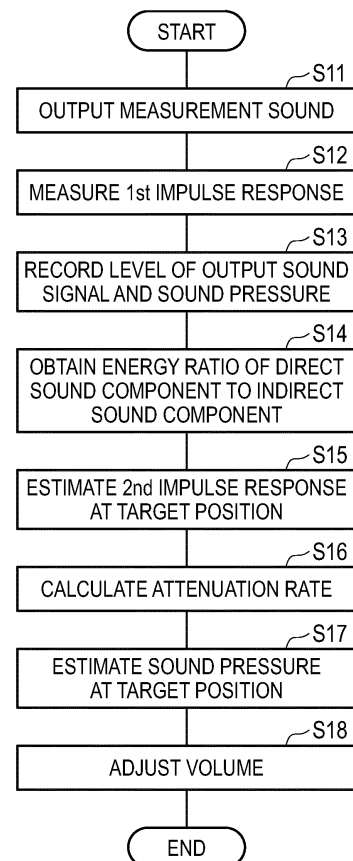 START
S11
OUTPUT MEASUREMENT SOUND
S12
MEASURE 1st IMPULSE RESPONSE
S13
RECORD LEVEL OF OUTPUT SOUND
SIGNAL AND SOUND PRESSURE
S14
OBTAIN ENERGY RATIO OF DIRECT
SOUND COMPONENT TO INDIRECT
SOUND COMPONENT
S15
ESTIMATE 2nd IMPULSE RESPONSE
AT TARGET POSITION
S16
CALCULATE ATTENUATION RATE
S17
ESTIMATE SOUND PRESSURE
AT TARGET POSITION
S18
ADJUST VOLUME
END